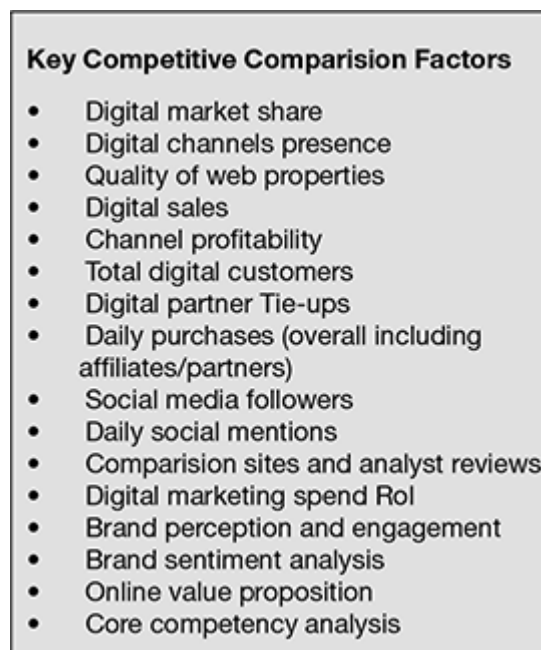 Key Competitive Comparision Factors
• Digital market share
• Digital channels presence
• Quality of web properties
• Digital sales
• Channel profitability
• Total digital customers
• Digital partner Tie-ups
• Daily purchases (overall including
affiliates/partners)
• Social media followers
• Daily social mentions
• Comparision sites and analyst reviews
• Digital marketing spend RoI
• Brand perception and engagement
• Brand sentiment analysis
• Online value proposition
• Core competency analysis